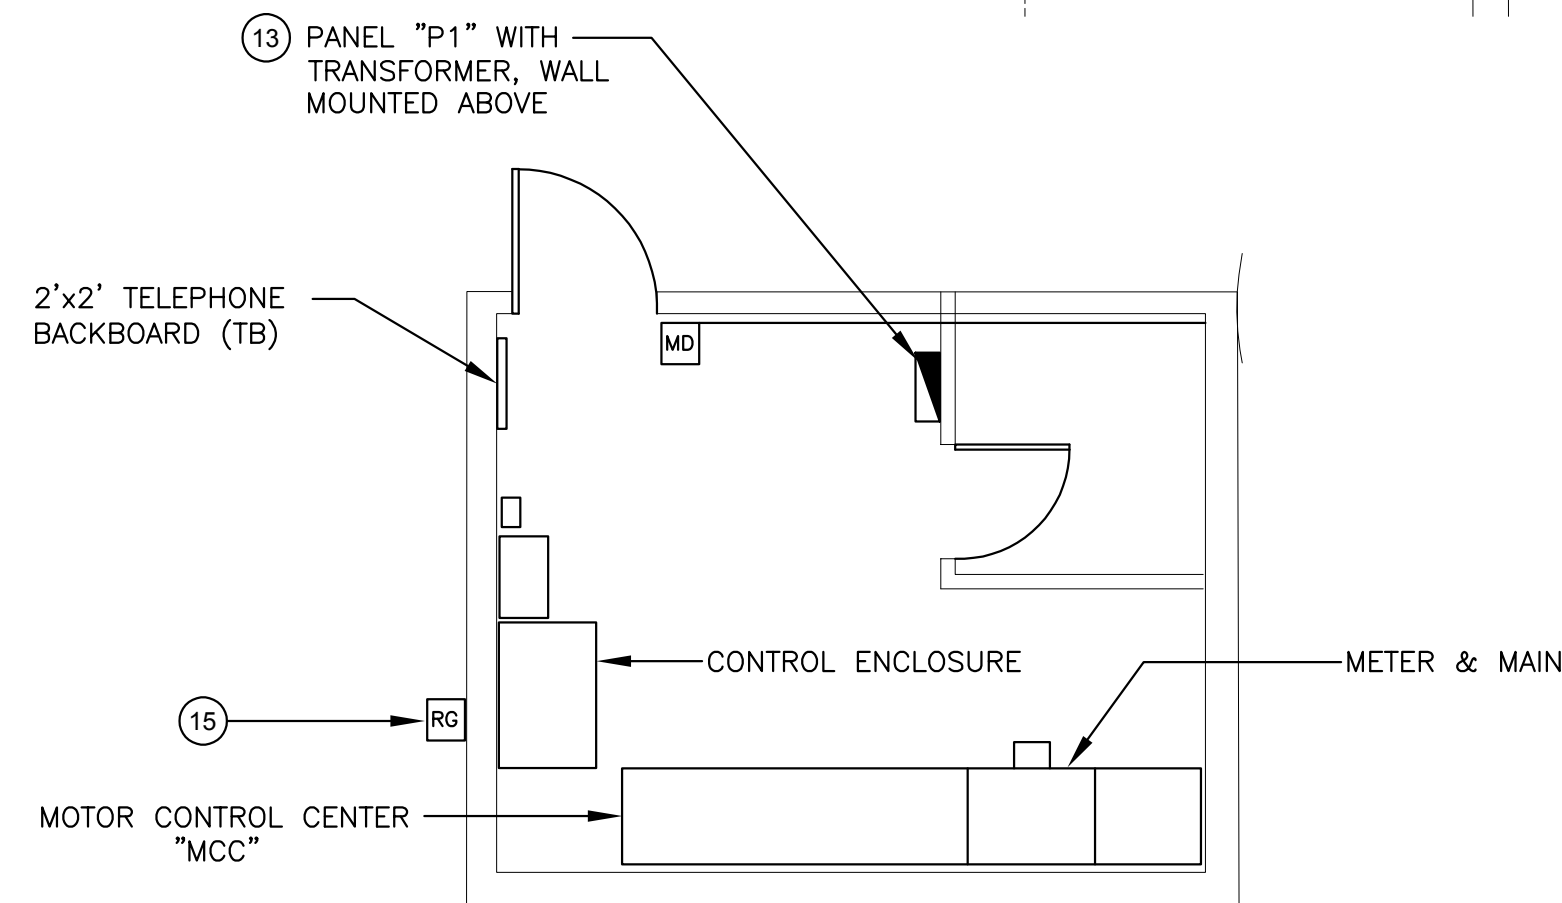 13 PANEL ”P1” WITH
TRANSFORMER, WALL
MOUNTED ABOVE
2’x2’ TELEPHONE
BACKBOARD (TB)
MD
CONTROL ENCLOSURE
METER & MAIN
15
RG
MOTOR CONTROL CENTER
”MCC”